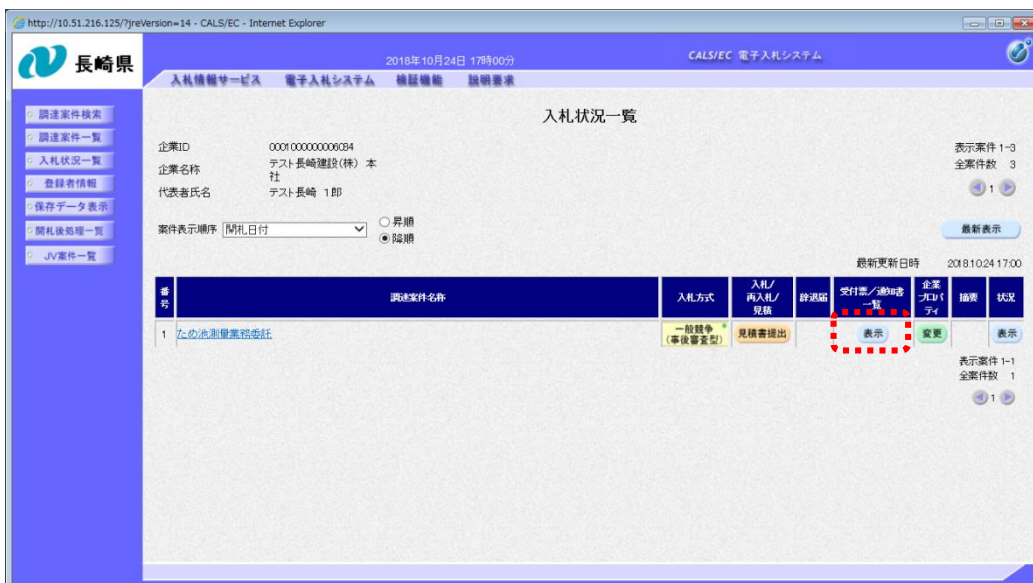 http://10.51.216.125/?jreVersion=14 - CALS/EC - Internet Explorer
長崎県
2018年10月24日 17時00分
CALS/EC 電子入札システム
入札情報サービス 電子入札システム 検証機能 説明要求
調達案件検索
調達案件一覧
入札状況一覧
登録者情報
保存データ表示
開札後処理一覧
JV案件一覧
入札状況一覧
企業ID 0001000000006084
企業名称 テスト長崎建設(株) 本
社
代表者氏名 テスト長崎 1郎
表示案件 1-3
全案件数 3
1
案件表示順序 開札日付
昇順
降順
最新表示
最新更新日時 2018.10.24 17:00
番
号
調達案件名称
入札方式
入札/
再入札/
見積
辞退届
受付票/通知書
一覧
企業
プロパ
ティ
摘要
状況
1 ため池測量業務委託
一般競争
(事後審査型)
見積書提出
表示
変更
表示
表示案件 1-1
全案件数 1
1